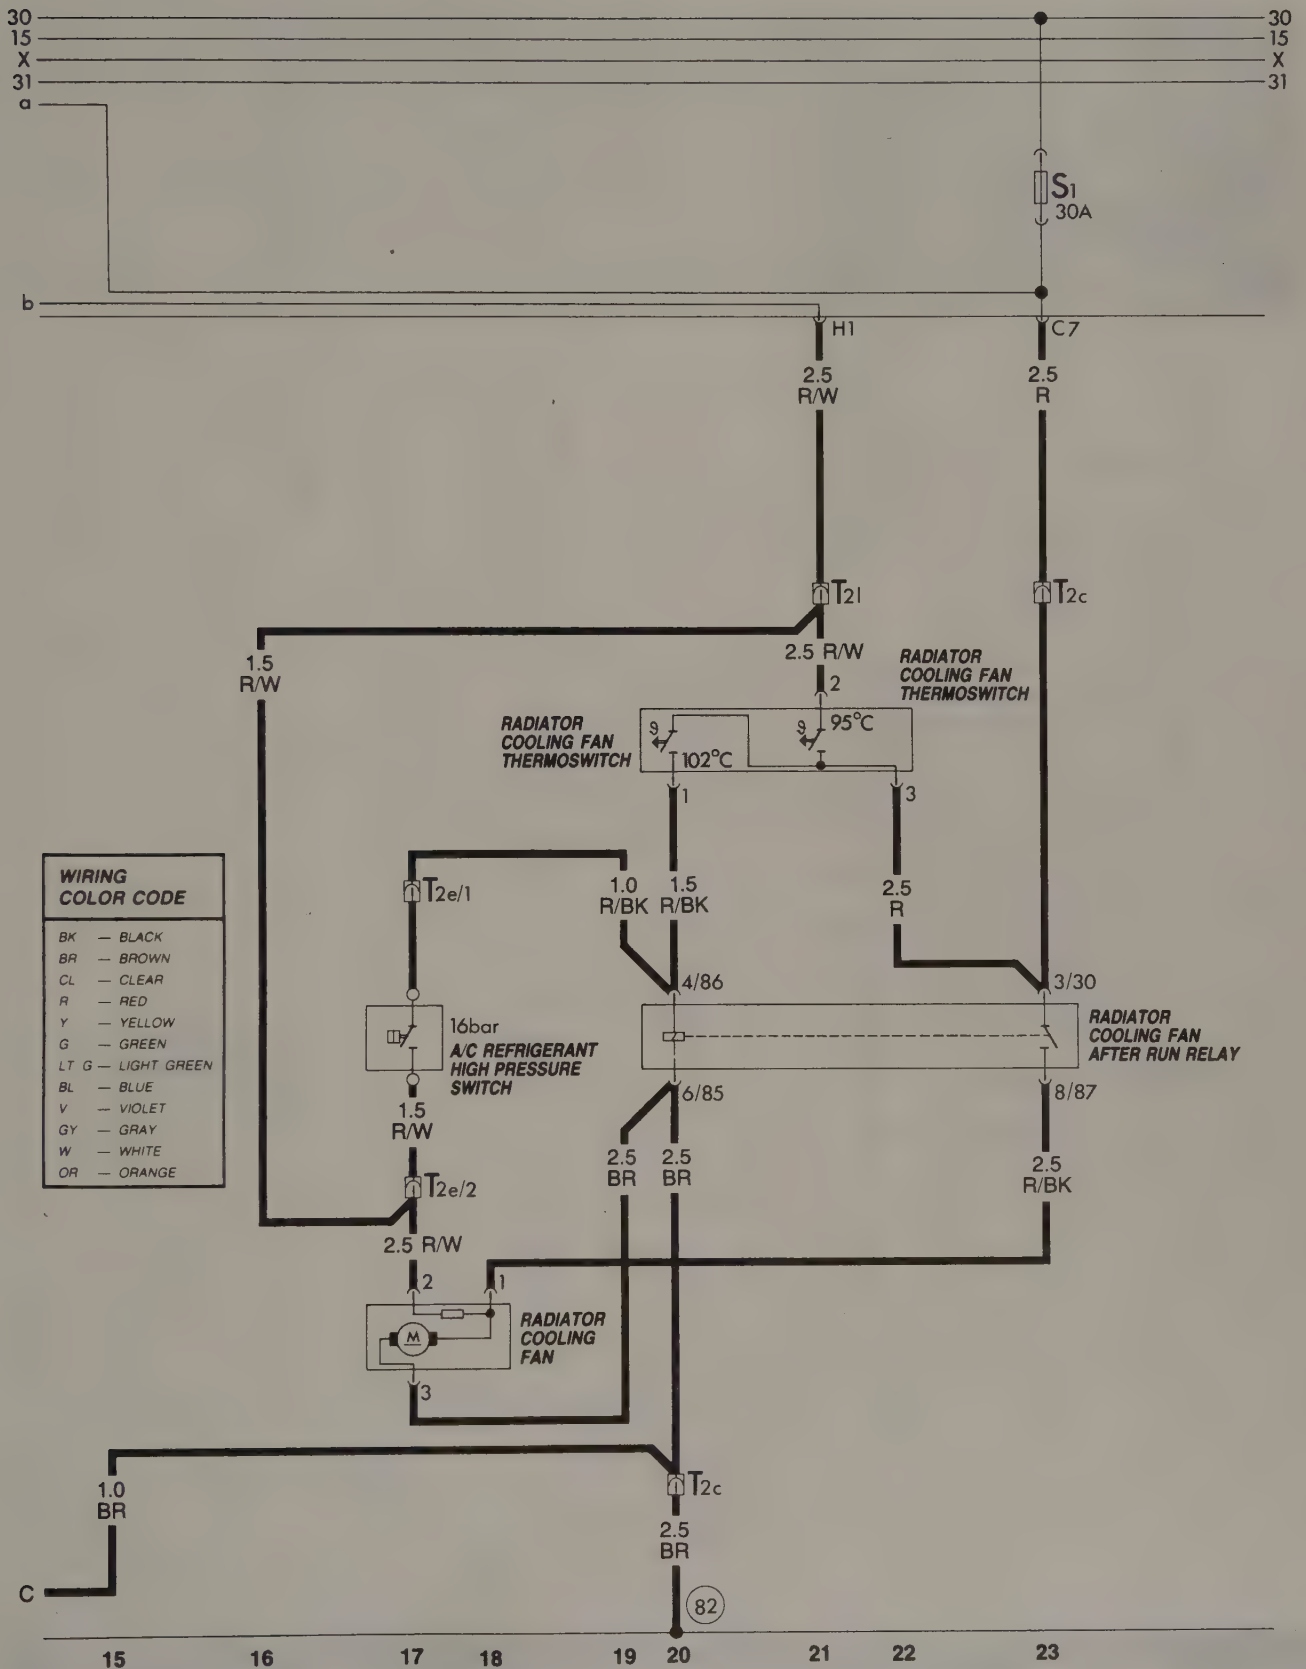 30 30
15 15
X X
31 31
a
S1
30A
b
H1 C7
2.5
R/W
2.5
R
T2l
T2c
1.5
R/W
2.5 R/W
RADIATOR
COOLING FAN
THERMOSWITCH
2
RADIATOR
COOLING FAN
THERMOSWITCH
ϑ
102°C
ϑ
95°C
1
3
WIRING
COLOR CODE
BK — BLACK
BR — BROWN
CL — CLEAR
R — RED
Y — YELLOW
G — GREEN
LT G — LIGHT GREEN
BL — BLUE
V — VIOLET
GY — GRAY
W — WHITE
OR — ORANGE
T2e/1
1.0
R/BK
1.5
R/BK
2.5
R
4/86
3/30
16bar
A/C REFRIGERANT
HIGH PRESSURE
SWITCH
RADIATOR
COOLING FAN
AFTER RUN RELAY
6/85
8/87
1.5
R/W
2.5
BR
2.5
BR
2.5
R/BK
T2e/2
2.5 R/W
2 1
M
RADIATOR
COOLING
FAN
3
1.0
BR
T2c
2.5
BR
C
82
15 16 17 18 19 20 21 22 23